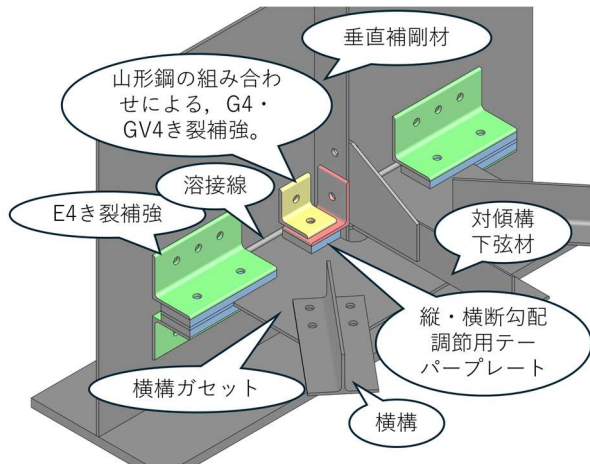 垂直補剛材
山形鋼の組み合わ
せによる，G4・
GV4き裂補強。
溶接線
E4き裂補強
対傾構
下弦材
縦・横断勾配
調節用テー
パープレート
横構ガセット
横構